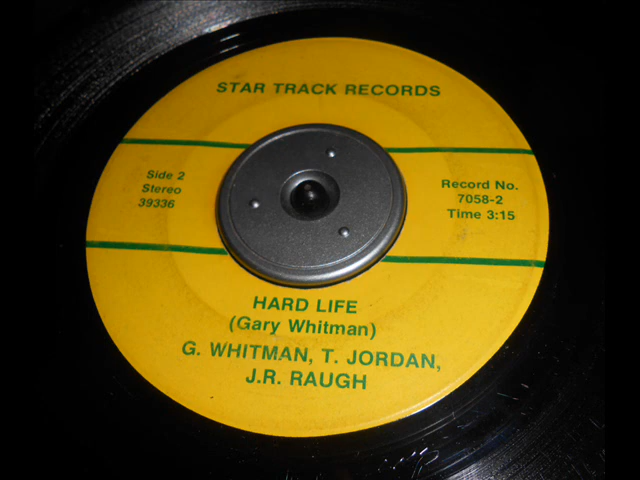 STAR TRACK RECORDS
Side 2
Stereo
39336
Record No.
7058-2
Time 3:15
HARD LIFE
(Gary Whitman)
G. WHITMAN, T. JORDAN,
J.R. RAUGH